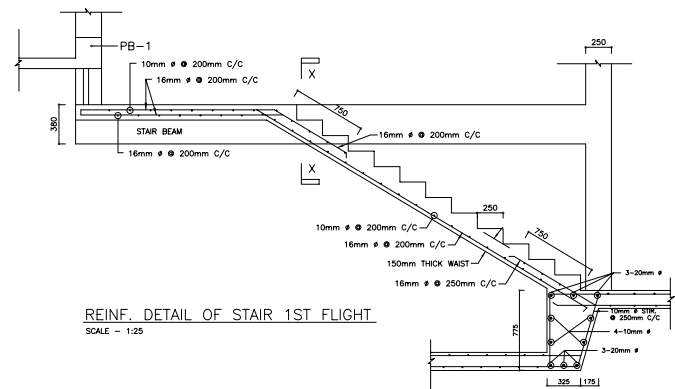 PB-1
10mm ø @ 200mm C/C
16mm ø @ 200mm C/C
X
750
250
380
STAIR BEAM
16mm ø @ 200mm C/C
16mm ø @ 200mm C/C
X
250
10mm ø @ 200mm C/C
750
16mm ø @ 200mm C/C
150mm THICK WAIST
16mm ø @ 250mm C/C
3-20mm ø
REINF. DETAIL OF STAIR 1ST FLIGHT
SCALE - 1:25
775
10mm ø STIR.
@ 250mm C/C
4-10mm ø
3-20mm ø
325
175